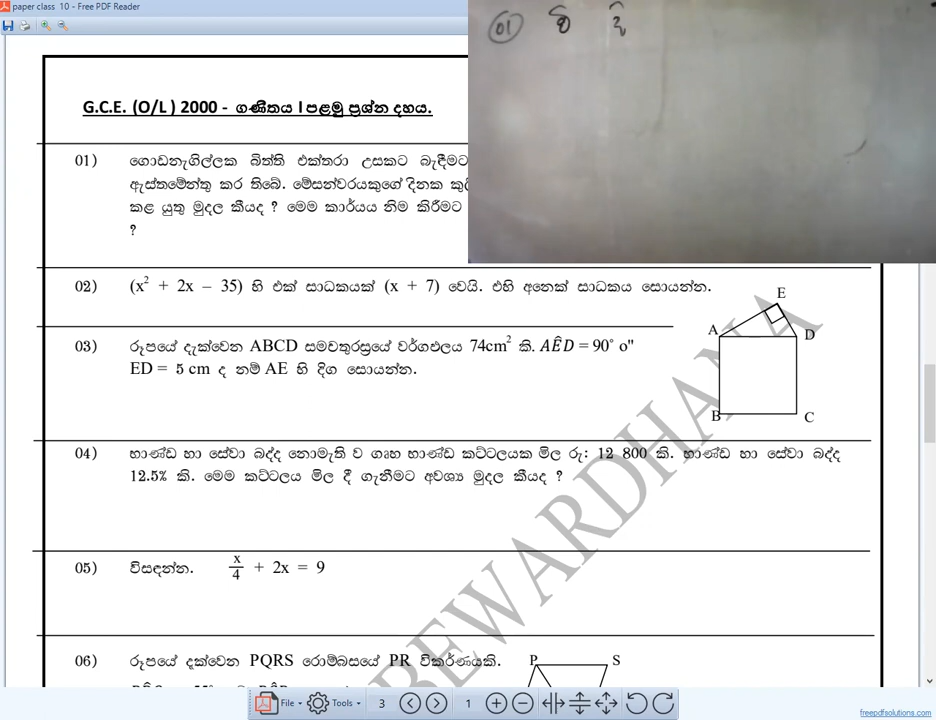 paper class 10 - Free PDF Reader
01
G.C.E. (O/L) 2000 - ගණිතය I පළමු ප්‍රශ්න දහය.
01) ගොඩනැගිල්ලක බිත්ති එක්තරා උසකට බැඳීමට
ඇස්තමේන්තු කර තිබේ. මේසන්වරයකුගේ දිනක කුලි
කළ යුතු මුදල කීයද ? මෙම කාර්යය නිම කිරීමට
?
02) (x² + 2x – 35) හි එක් සාධකයක් (x + 7) වෙයි. එහි අනෙක් සාධකය සොයන්න.
E
A D
B C
03) රූපයේ දැක්වෙන ABCD සමචතුරස්‍රයේ වර්ගඵලය 74cm² කි. AÊD = 90° o"
ED = 5 cm ද නම් AE හි දිග සොයන්න.
04) භාණ්ඩ හා සේවා බද්ද නොමැති ව ගෘහ භාණ්ඩ කට්ටලයක මිල රු: 12 800 කි. භාණ්ඩ හා සේවා බද්ද
12.5% කි. මෙම කට්ටලය මිල දී ගැනීමට අවශ්‍ය මුදල කීයද ?
05) විසඳන්න. x/4 + 2x = 9
06) රූපයේ දැක්වෙන PQRS රොම්බසයේ PR විකර්ණයකි.
P S
BEWARDHANA
File Tools 3 1
freepdfsolutions.com